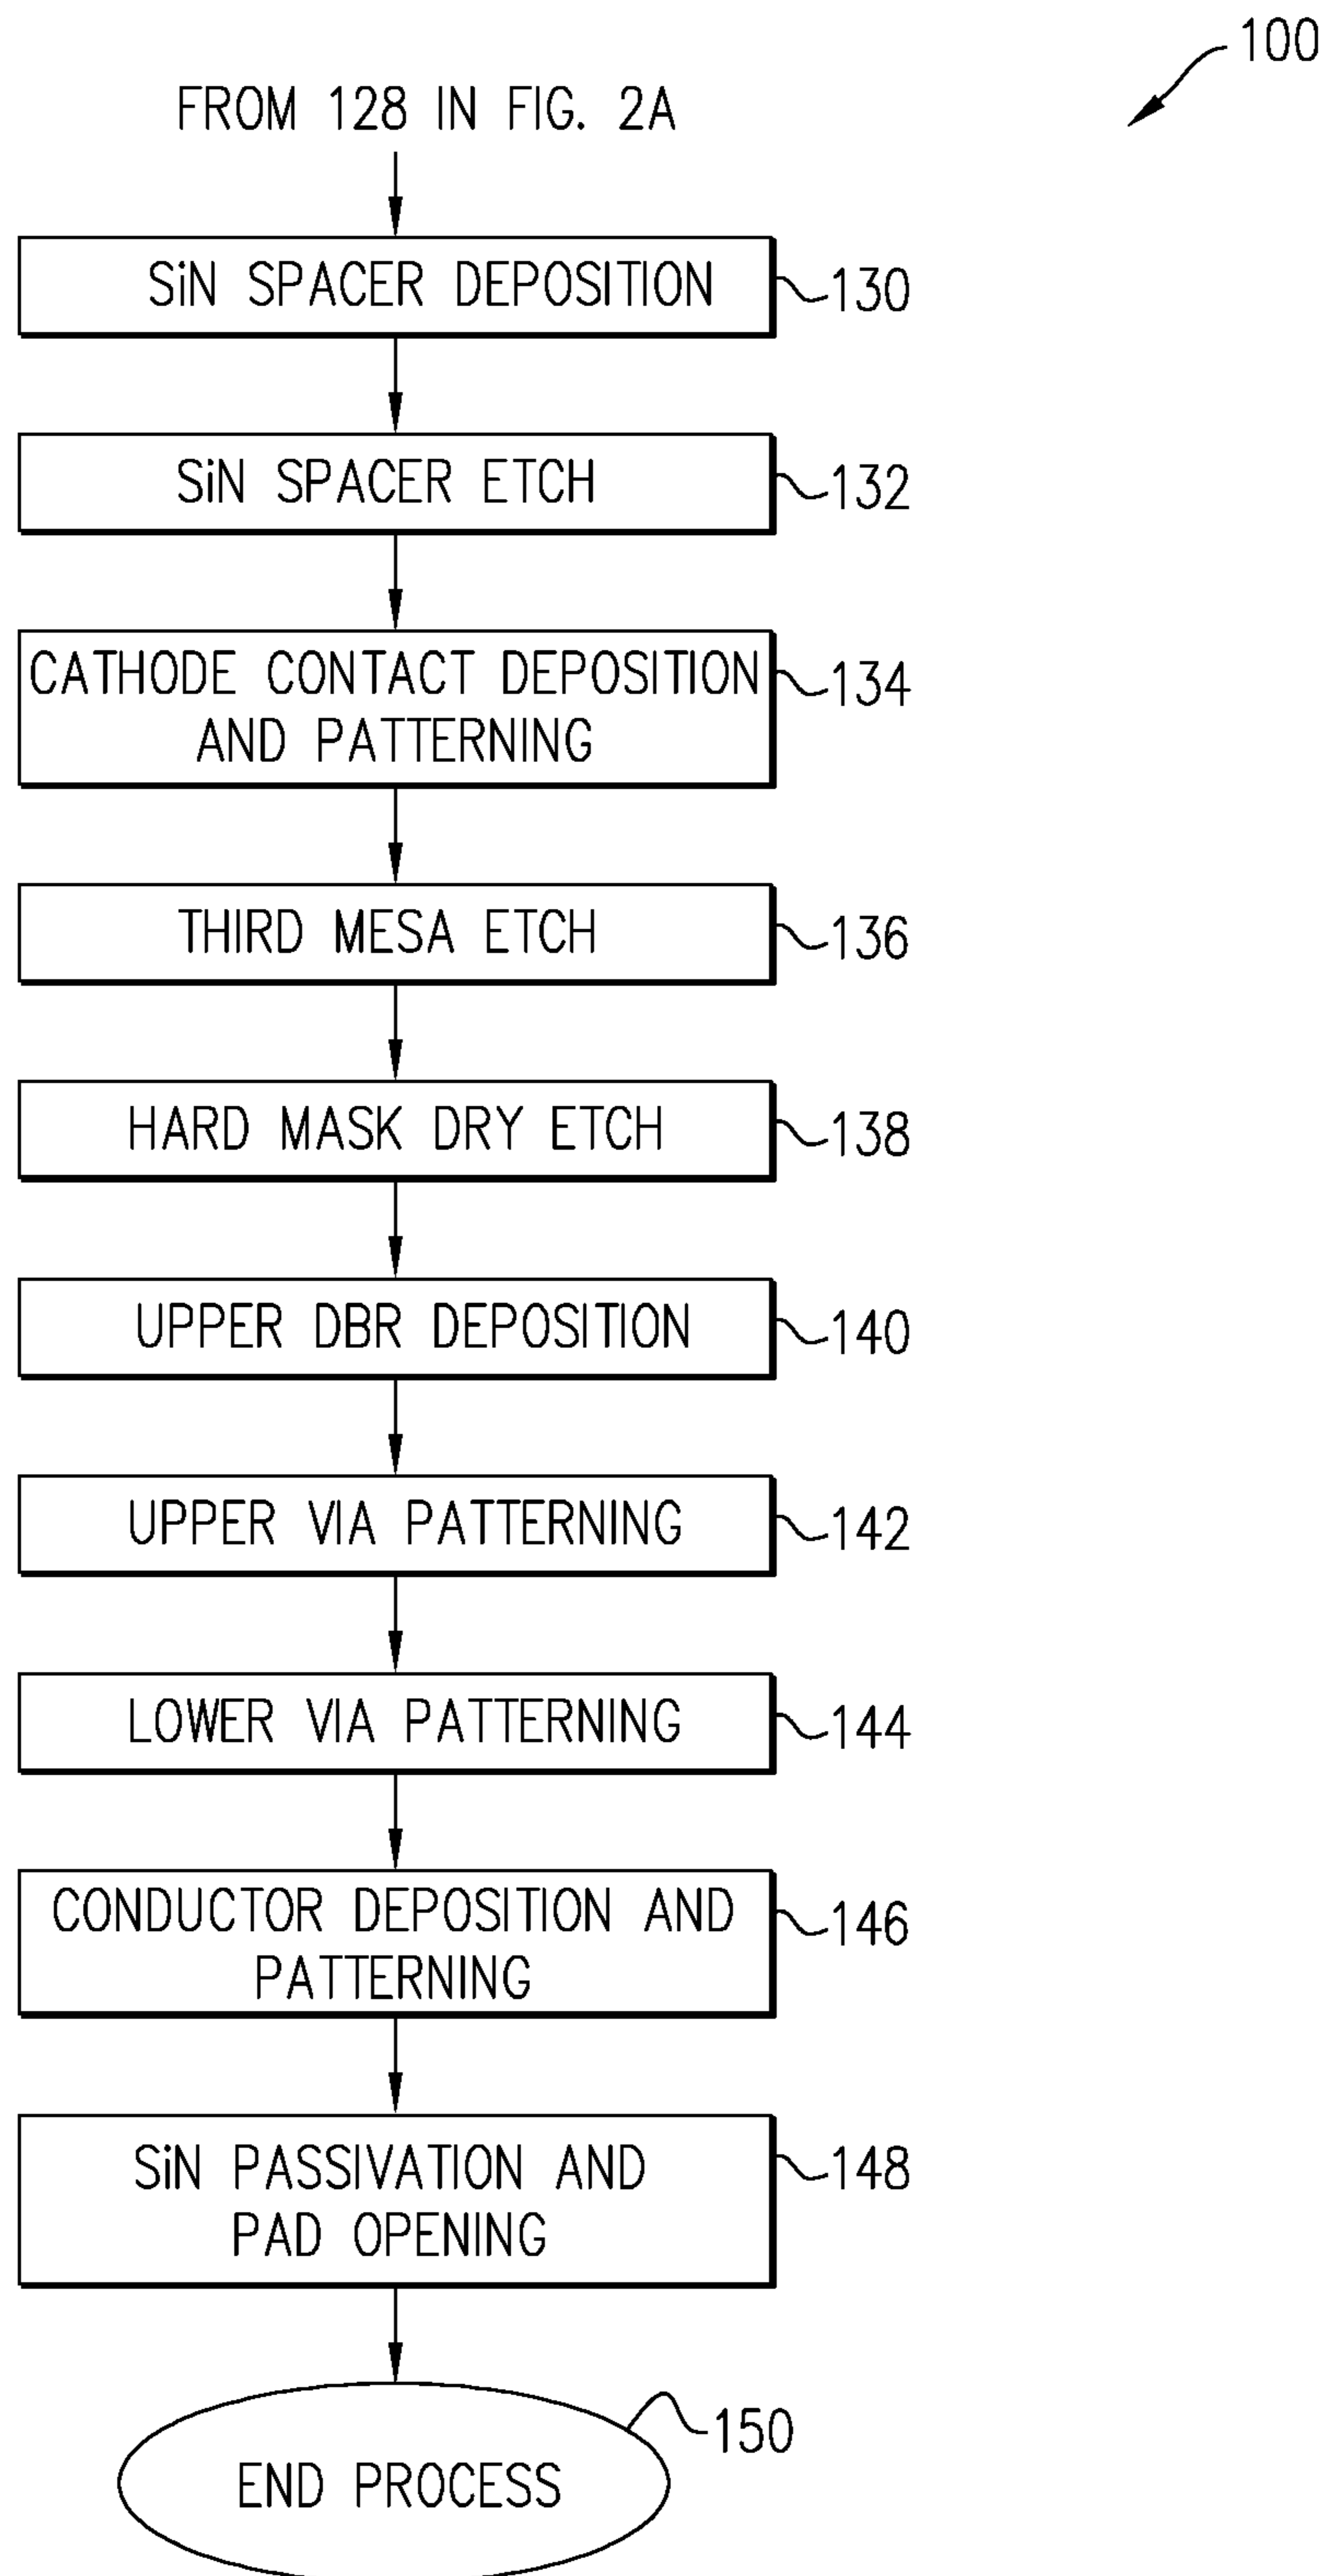 100
FROM 128 IN FIG. 2A
SiN SPACER DEPOSITION
130
SiN SPACER ETCH
132
CATHODE CONTACT DEPOSITION
AND PATTERNING
134
THIRD MESA ETCH
136
HARD MASK DRY ETCH
138
UPPER DBR DEPOSITION
140
UPPER VIA PATTERNING
142
LOWER VIA PATTERNING
144
CONDUCTOR DEPOSITION AND
PATTERNING
146
SiN PASSIVATION AND
PAD OPENING
148
END PROCESS
150